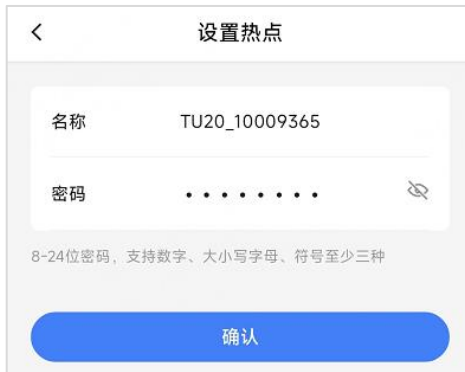 设置热点
名称 TU20_10009365
密码 ••••••••
8-24位密码，支持数字、大小写字母、符号至少三种
确认